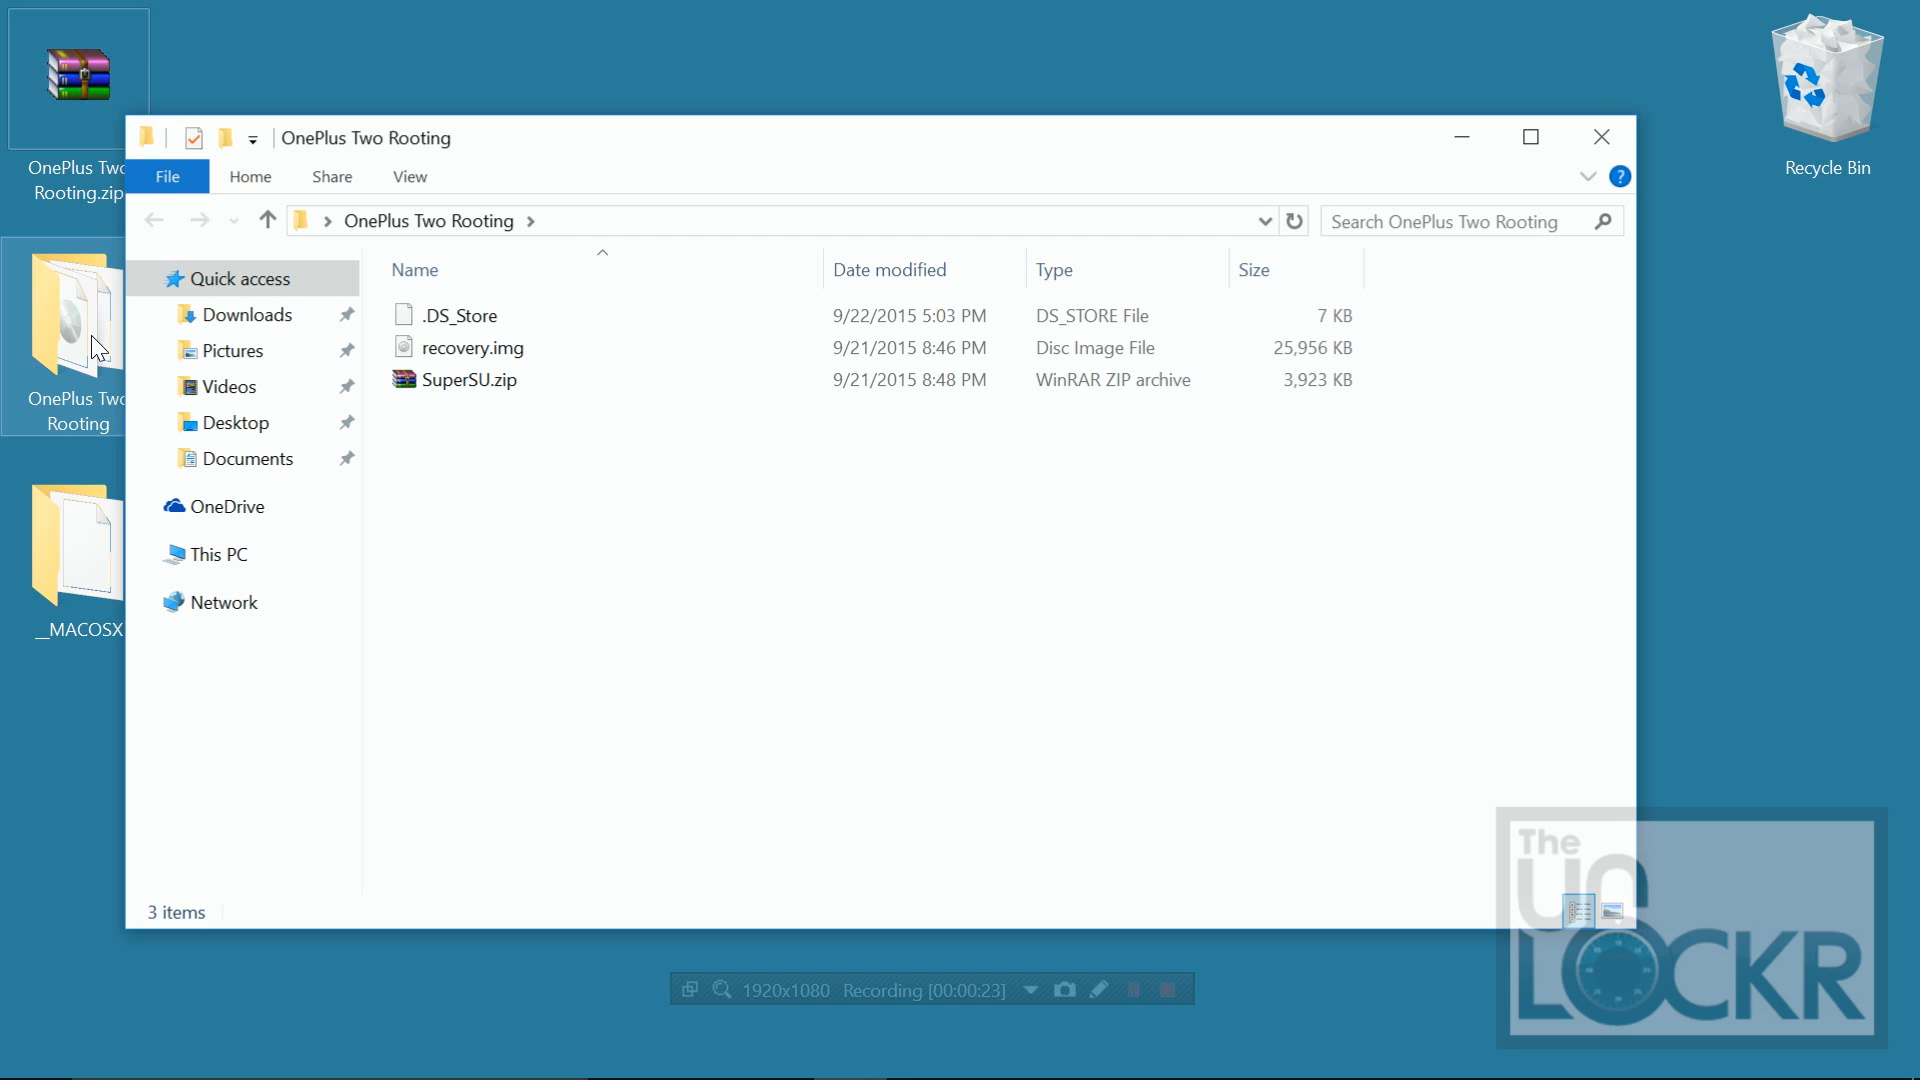 OnePlus Two
Rooting.zip
OnePlus Two
Rooting
__MACOSX
Recycle Bin
OnePlus Two Rooting
File Home Share View
OnePlus Two Rooting
Search OnePlus Two Rooting
Quick access
Downloads
Pictures
Videos
Desktop
Documents
OneDrive
This PC
Network
Name Date modified Type Size
.DS_Store 9/22/2015 5:03 PM DS_STORE File 7 KB
recovery.img 9/21/2015 8:46 PM Disc Image File 25,956 KB
SuperSU.zip 9/21/2015 8:48 PM WinRAR ZIP archive 3,923 KB
3 items
1920x1080 Recording [00:00:23]
The
un
LOCKR